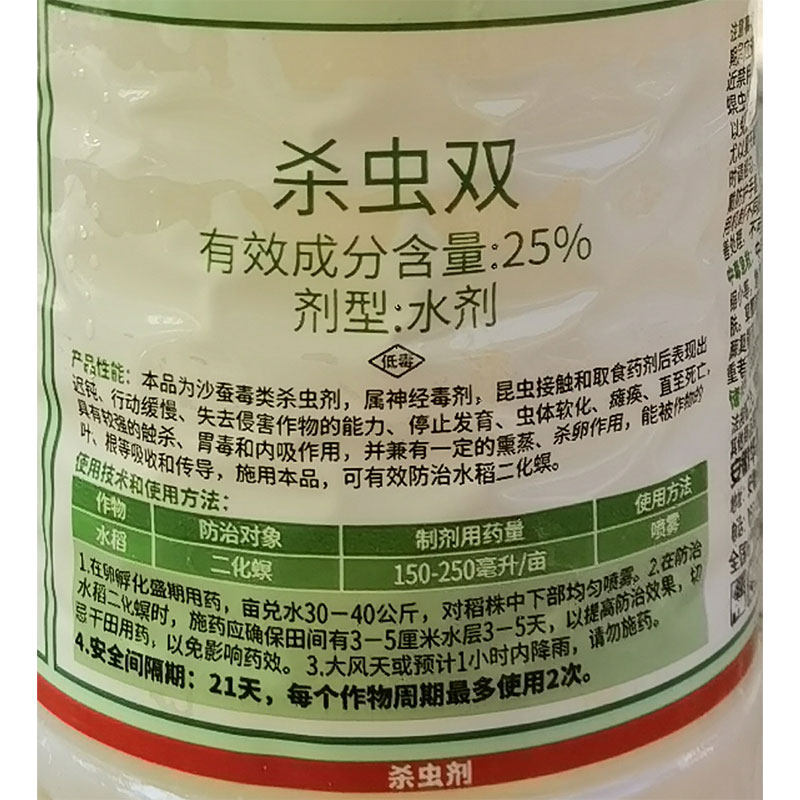 杀虫双
有效成分含量:25%
剂型:水剂
低毒
产品性能：本品为沙蚕毒类杀虫剂，属神经毒剂，昆虫接触和取食药剂后表现出
迟钝、行动缓慢、失去侵害作物的能力、停止发育、虫体软化、瘫痪、直至死亡，
具有较强的触杀、胃毒和内吸作用，并兼有一定的熏蒸、杀卵作用，能被作物的
叶、根等吸收和传导，施用本品，可有效防治水稻二化螟。
使用技术和使用方法：
作物 防治对象 制剂用药量 使用方法
水稻 二化螟 150-250毫升/亩 喷雾
1.在卵孵化盛期用药，亩兑水30－40公斤，对稻株中下部均匀喷雾。2.在防治
水稻二化螟时，施药应确保田间有3－5厘米水层3－5天，以提高防治效果，切
忌干田用药，以免影响药效。3.大风天或预计1小时内降雨，请勿施药。
4.安全间隔期：21天，每个作物周期最多使用2次。
杀虫剂